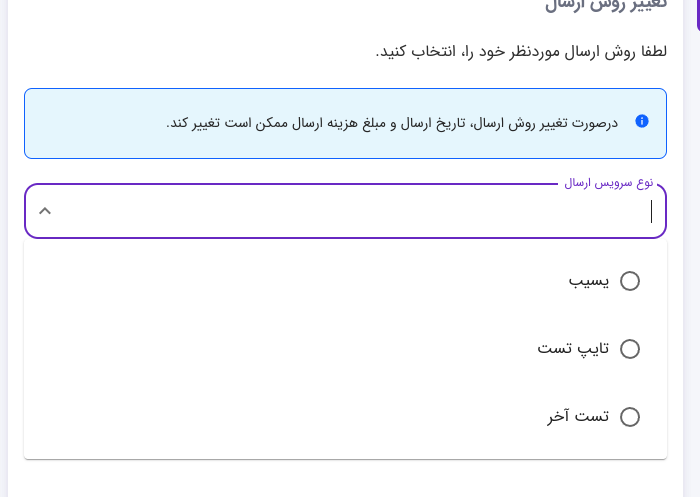 تغییر روش ارسال
لطفا روش ارسال موردنظر خود را، انتخاب کنید.
درصورت تغییر روش ارسال، تاریخ ارسال و مبلغ هزینه ارسال ممکن است تغییر کند.
نوع سرویس ارسال
یسیب
تایپ تست
تست آخر